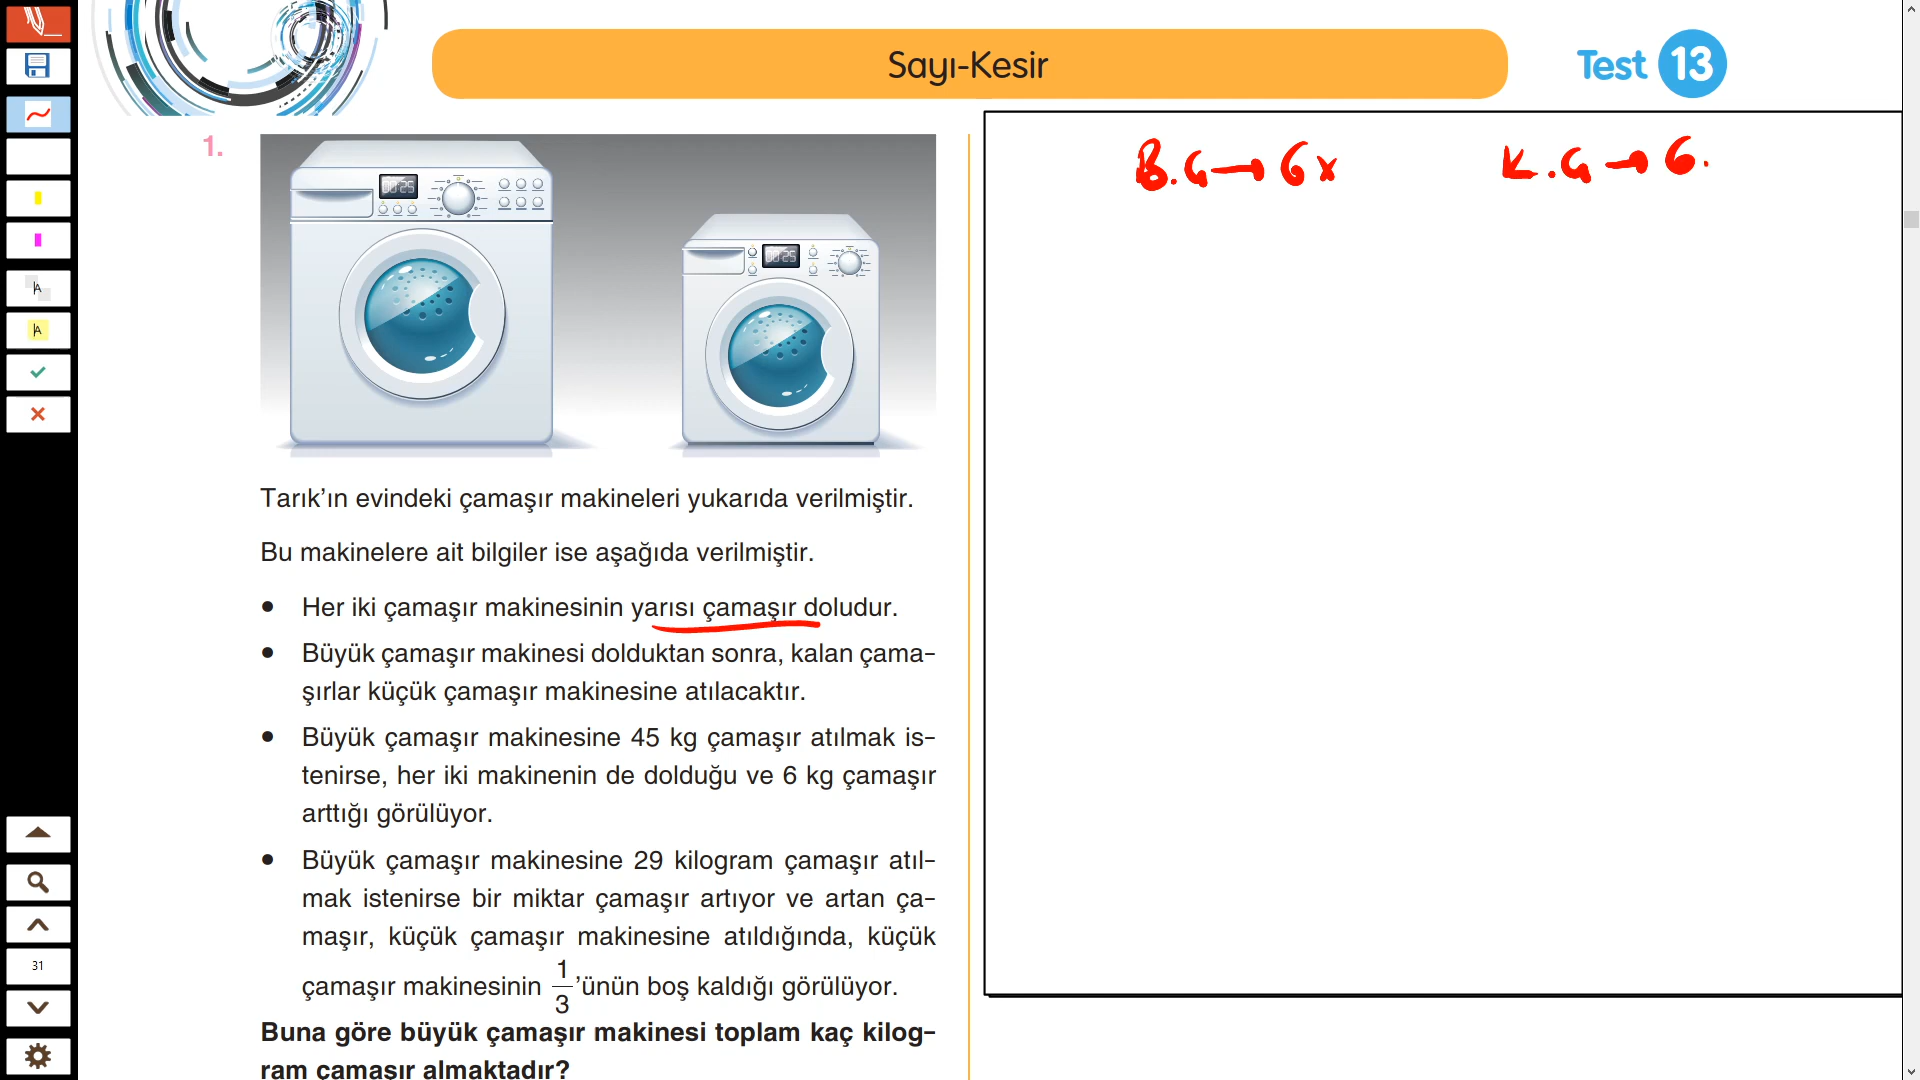 Sayı-Kesir
Test 13
1.
00:25
00:25
B.G→6x
K.G→6.
Tarık’ın evindeki çamaşır makineleri yukarıda verilmiştir.
Bu makinelere ait bilgiler ise aşağıda verilmiştir.
● Her iki çamaşır makinesinin yarısı çamaşır doludur.
● Büyük çamaşır makinesi dolduktan sonra, kalan çama-
şırlar küçük çamaşır makinesine atılacaktır.
● Büyük çamaşır makinesine 45 kg çamaşır atılmak is-
tenirse, her iki makinenin de dolduğu ve 6 kg çamaşır
arttığı görülüyor.
● Büyük çamaşır makinesine 29 kilogram çamaşır atıl-
mak istenirse bir miktar çamaşır artıyor ve artan ça-
maşır, küçük çamaşır makinesine atıldığında, küçük
çamaşır makinesinin 1/3 ’ünün boş kaldığı görülüyor.
Buna göre büyük çamaşır makinesi toplam kaç kilog-
ram çamaşır almaktadır?
A
A
31